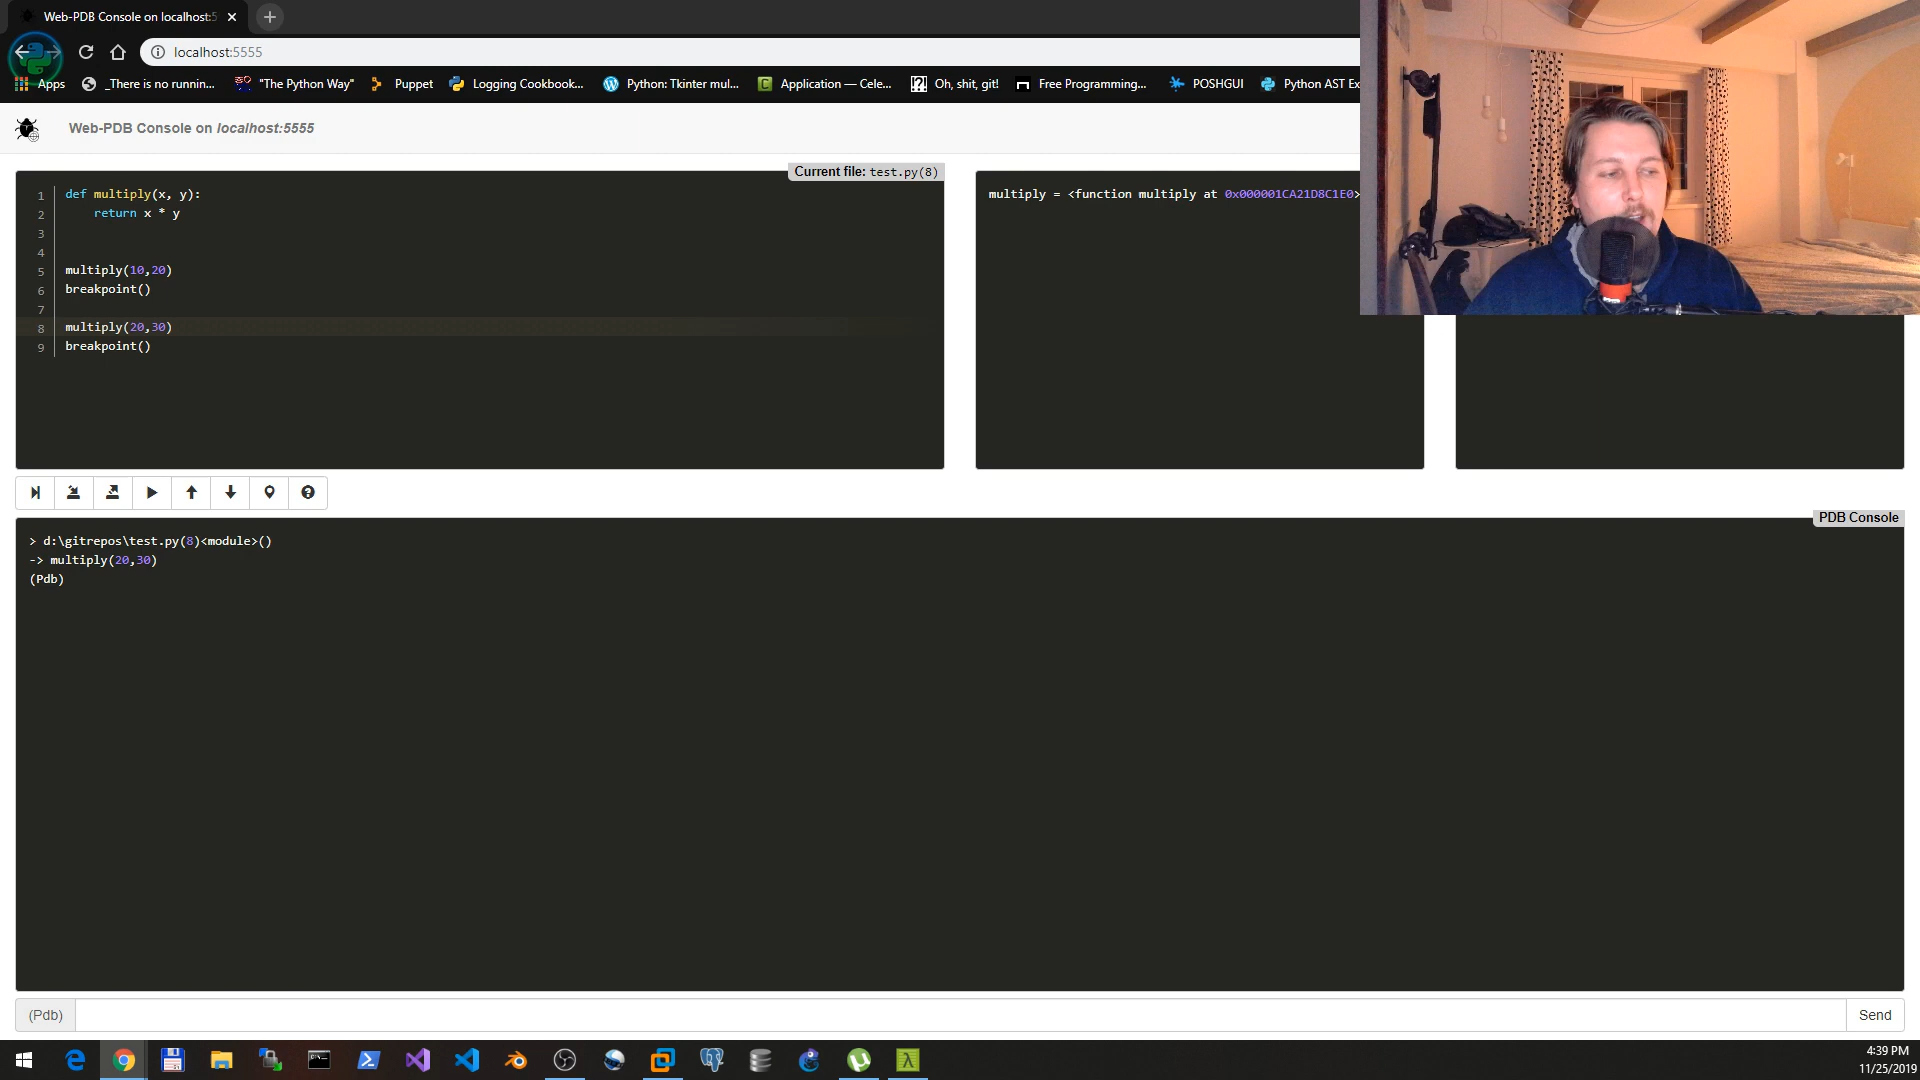 Web-PDB Console on localhost:5
localhost:5555
Apps
_There is no runnin...
"The Python Way"
Puppet
Logging Cookbook...
Python: Tkinter mul...
Application — Cele...
Oh, shit, git!
Free Programming...
POSHGUI
Python AST Ex
Web-PDB Console on localhost:5555
Current file: test.py(8)
1 def multiply(x, y):
2 return x * y
3
4
5 multiply(10,20)
6 breakpoint()
7
8 multiply(20,30)
9 breakpoint()
multiply = <function multiply at 0x000001CA21D8C1E0>
PDB Console
> d:\gitrepos\test.py(8)<module>()
-> multiply(20,30)
(Pdb)
(Pdb)
Send
4:39 PM
11/25/2019